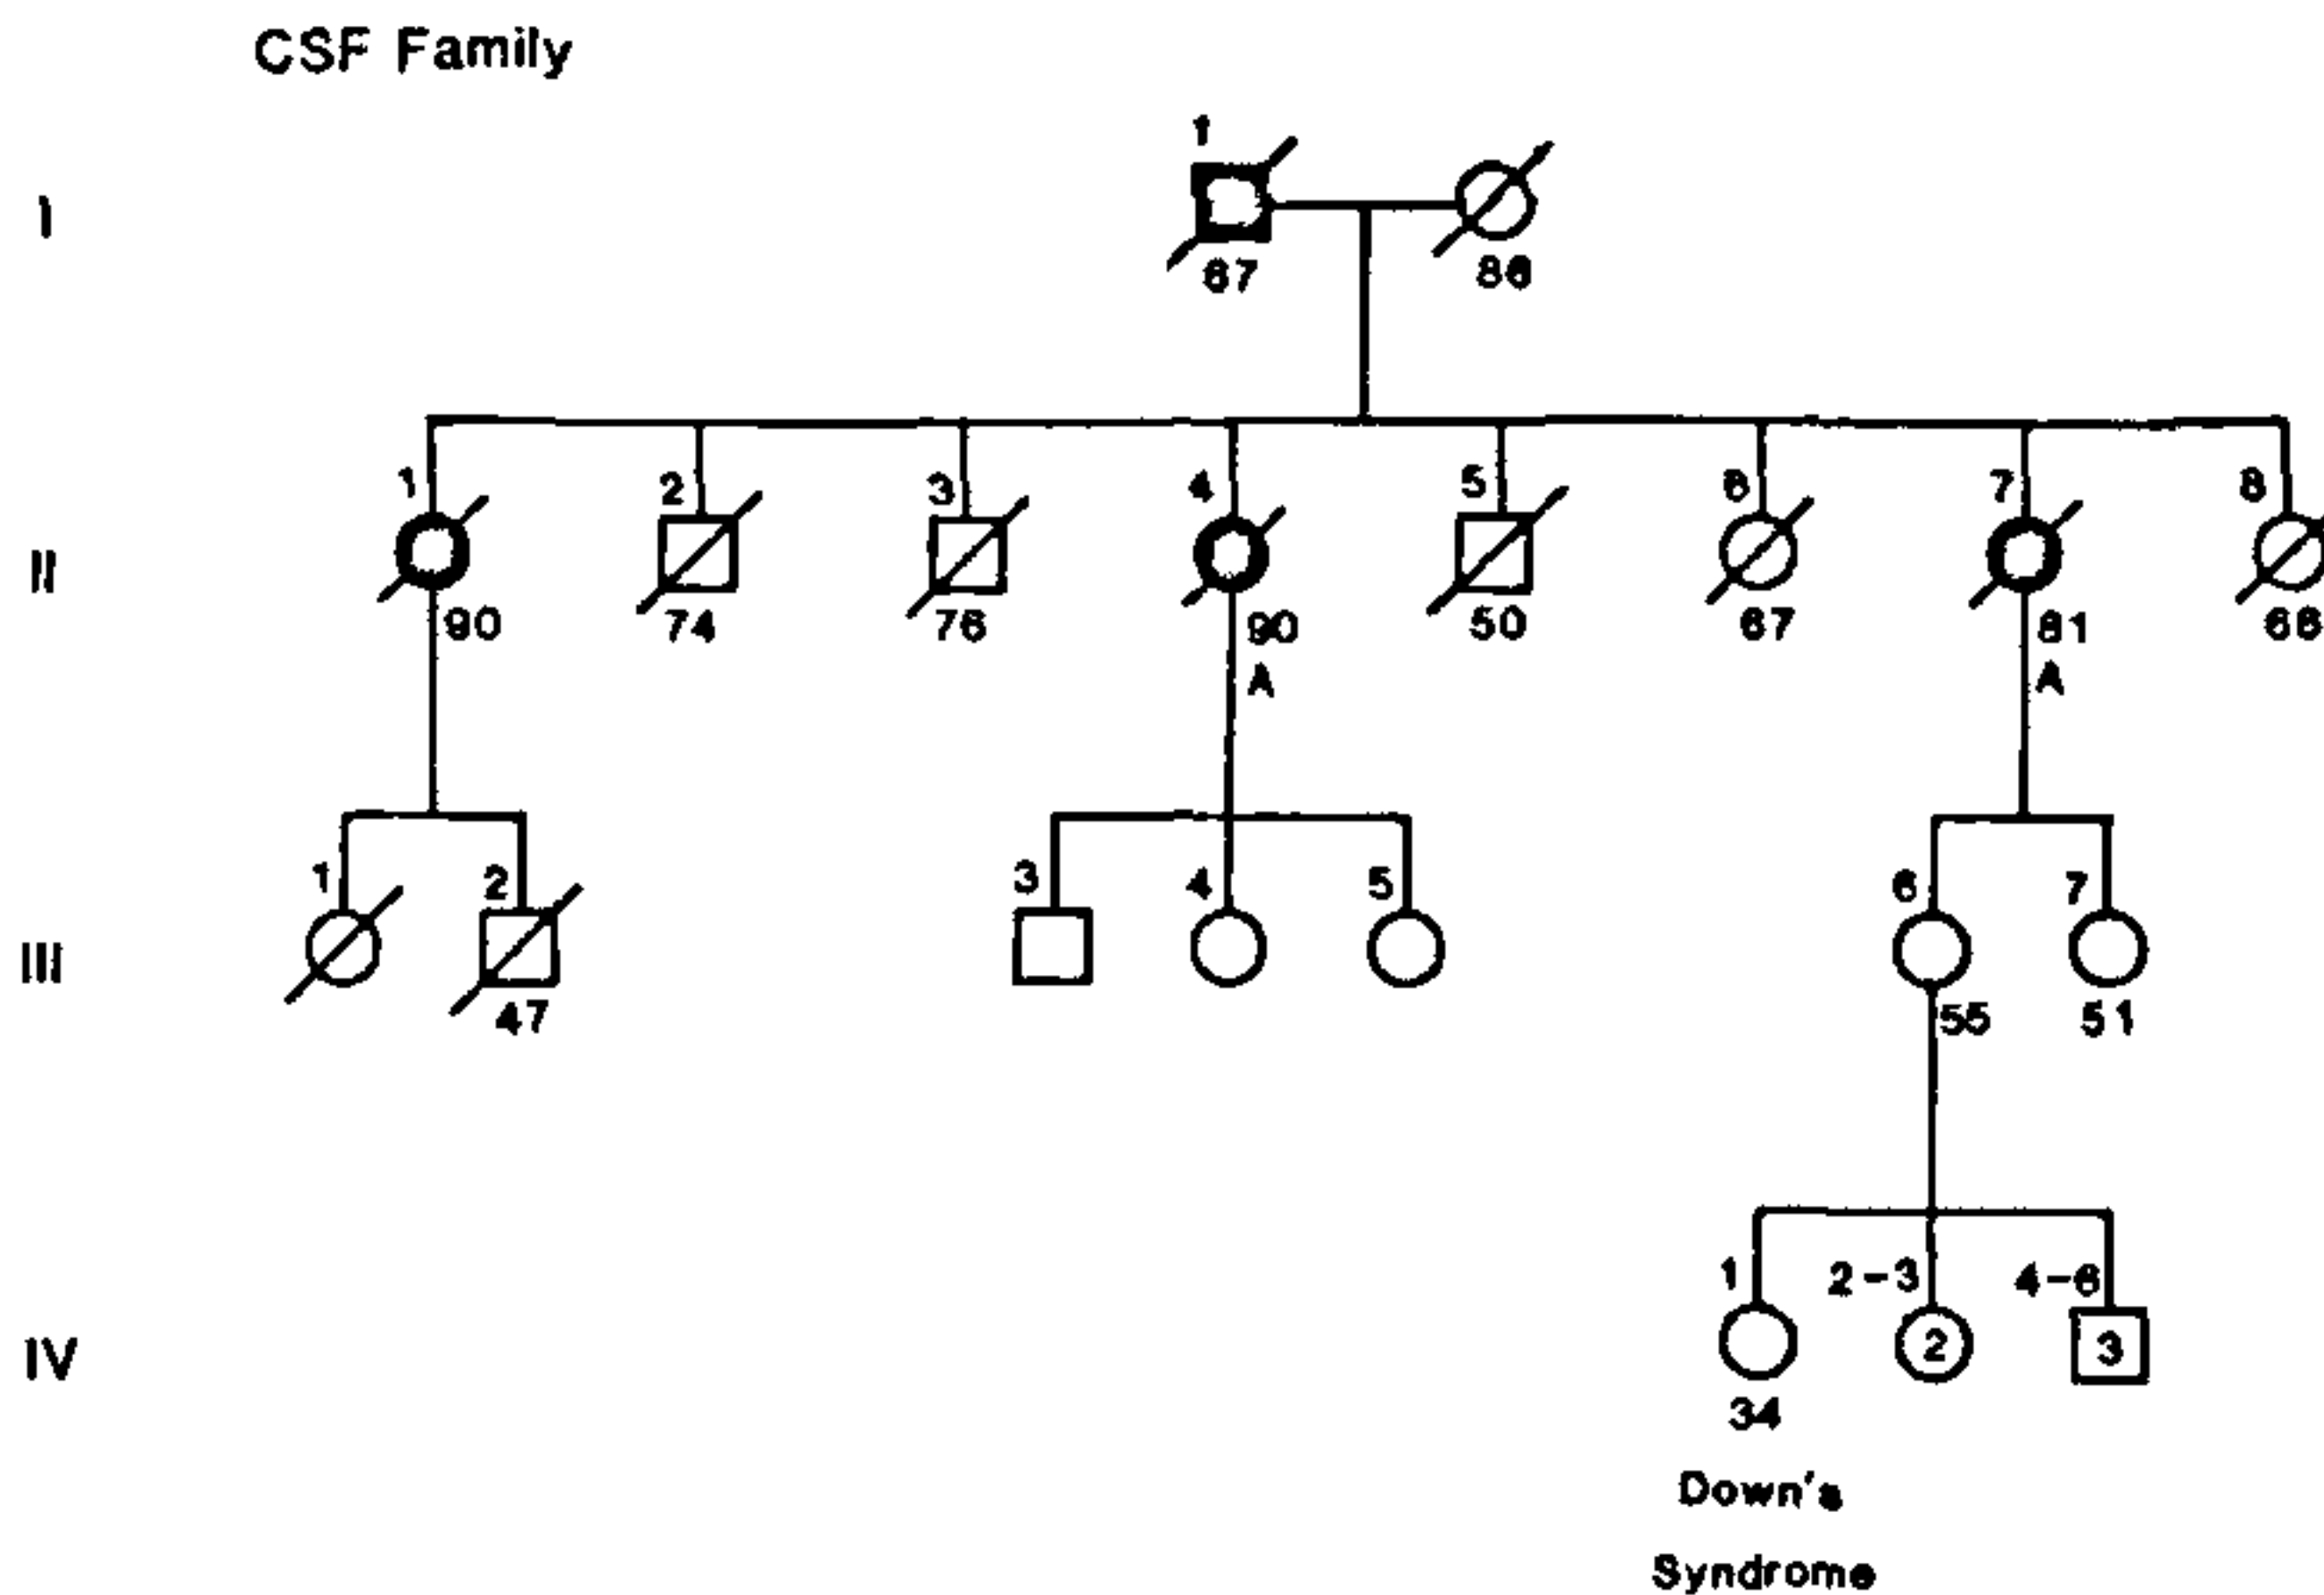 CSF Family
1
I
67 86
1 2 3 4 5 6 7 8
II
90 74 76 90 50 67 81 66
A A
1 2 3 4 5 6 7
III
47 55 51
1 2-3 4-6
IV 2 3
34
Down's
Syndrome